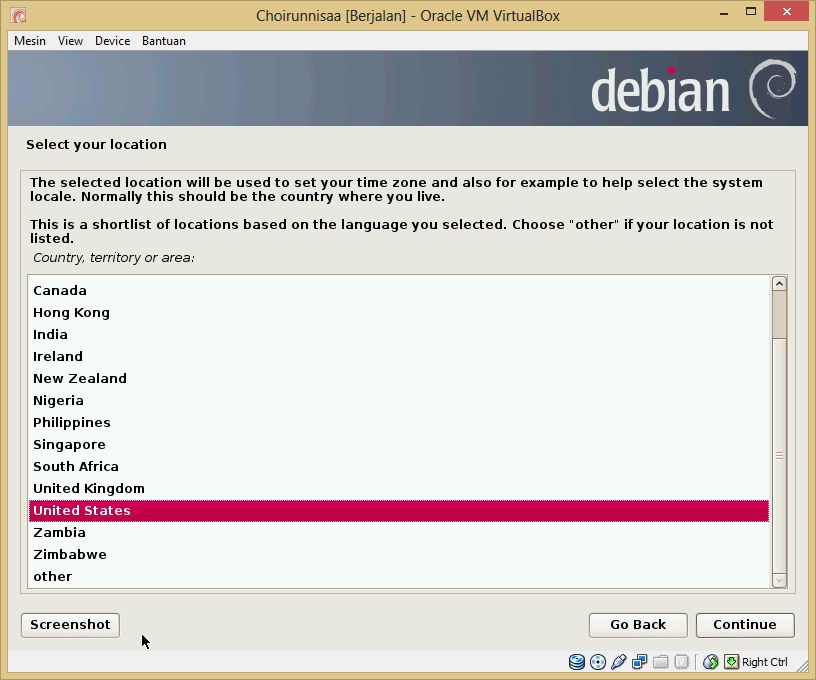 Choirunnisaa [Berjalan] - Oracle VM VirtualBox
Mesin View Device Bantuan
debian
Select your location
The selected location will be used to set your time zone and also for example to help select the system
locale. Normally this should be the country where you live.
This is a shortlist of locations based on the language you selected. Choose "other" if your location is not
listed.
Country, territory or area:
Canada
Hong Kong
India
Ireland
New Zealand
Nigeria
Philippines
Singapore
South Africa
United Kingdom
United States
Zambia
Zimbabwe
other
Screenshot Go Back Continue
Right Ctrl